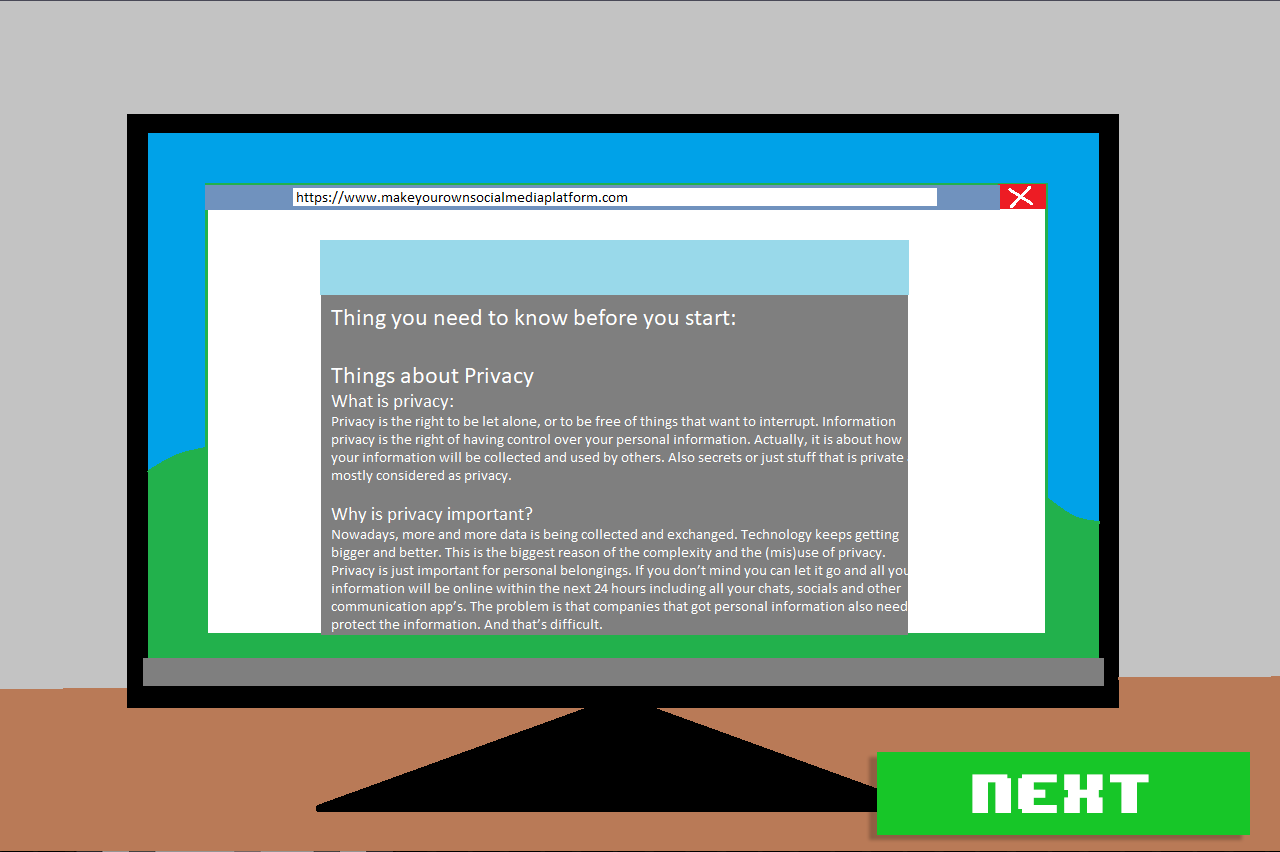 https://www.makeyourownsocialmediaplatform.com
Thing you need to know before you start:
Things about Privacy
What is privacy:
Privacy is the right to be let alone, or to be free of things that want to interrupt. Information
privacy is the right of having control over your personal information. Actually, it is about how
your information will be collected and used by others. Also secrets or just stuff that is private
mostly considered as privacy.
Why is privacy important?
Nowadays, more and more data is being collected and exchanged. Technology keeps getting
bigger and better. This is the biggest reason of the complexity and the (mis)use of privacy.
Privacy is just important for personal belongings. If you don’t mind you can let it go and all you
information will be online within the next 24 hours including all your chats, socials and other
communication app’s. The problem is that companies that got personal information also need
protect the information. And that’s difficult.
NEXT